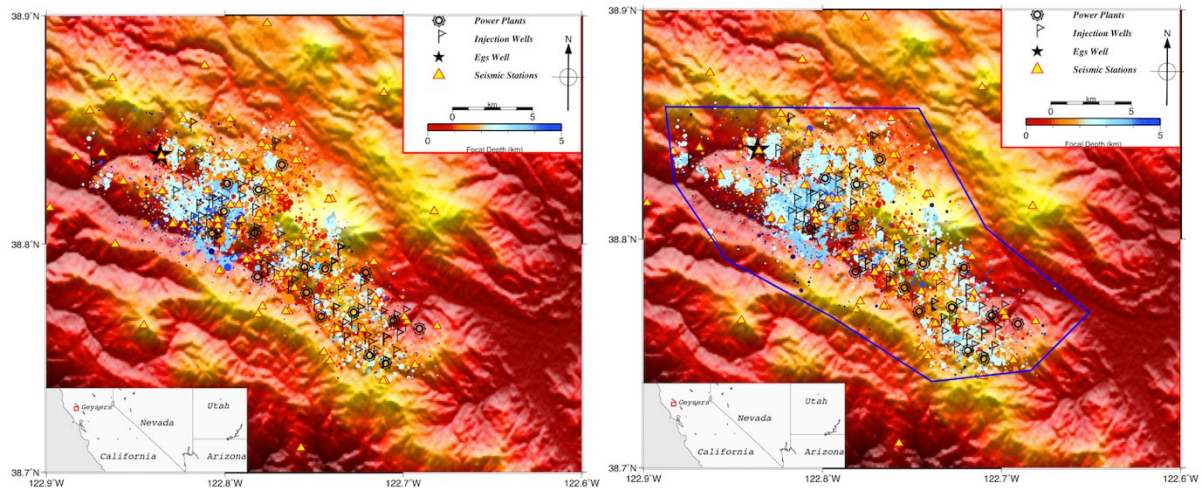 38.9˚N
Power Plants
Injection Wells
Egs Well
Seismic Stations
N
km
0 5
0 5
Focal Depth (km)
38.8˚N
Geysers
Nevada
Utah
California
Arizona
38.7˚N
122.9˚W 122.8˚W 122.7˚W 122.6˚W
38.9˚N
Power Plants
Injection Wells
Egs Well
Seismic Stations
N
km
0 5
0 5
Focal Depth (km)
38.8˚N
Geysers
Nevada
Utah
California
Arizona
38.7˚N
122.9˚W 122.8˚W 122.7˚W 122.6˚W